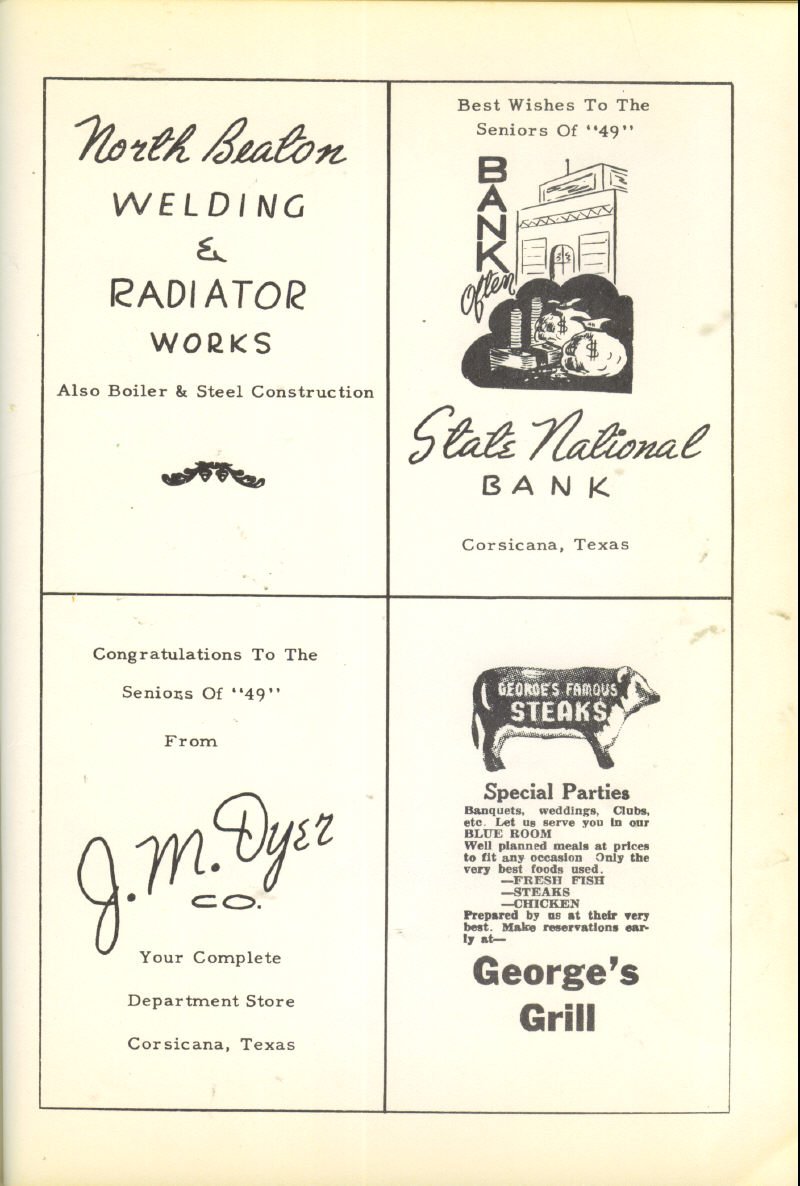 North Beaton
WELDING
&
RADIATOR
WORKS
Also Boiler & Steel Construction
Best Wishes To The
Seniors Of "49"
BANK
Often
$
$
State National
BANK
Corsicana, Texas
Congratulations To The
Seniors Of "49"
From
J.M. Dyer
CO.
Your Complete
Department Store
Corsicana, Texas
GEORGE'S FAMOUS
STEAKS
Special Parties
Banquets, weddings, Clubs,
etc. Let us serve you in our
BLUE ROOM
Well planned meals at prices
to fit any occasion Only the
very best foods used.
—FRESH FISH
—STEAKS
—CHICKEN
Prepared by us at their very
best. Make reservations ear-
ly at—
George's
Grill